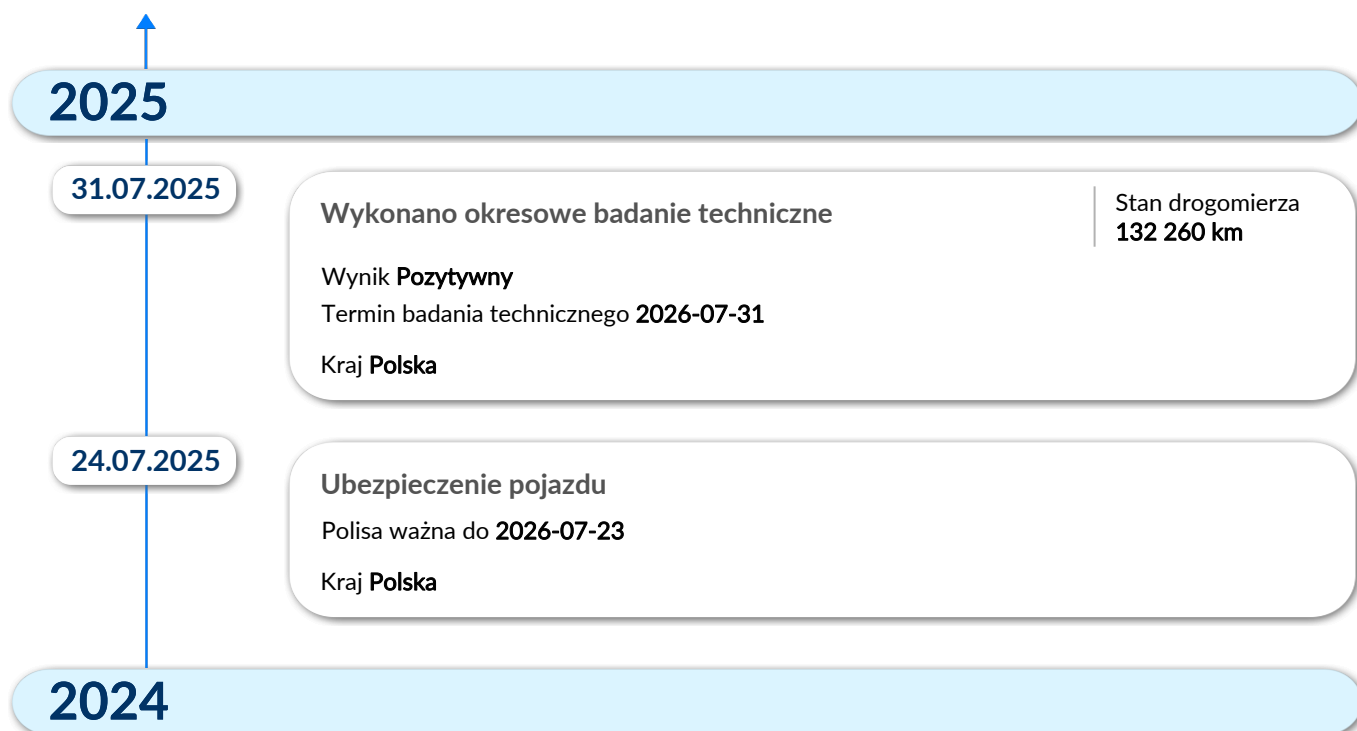 2025
31.07.2025
Wykonano okresowe badanie techniczne
Stan drogomierza
132 260 km
Wynik Pozytywny
Termin badania technicznego 2026-07-31
Kraj Polska
24.07.2025
Ubezpieczenie pojazdu
Polisa ważna do 2026-07-23
Kraj Polska
2024